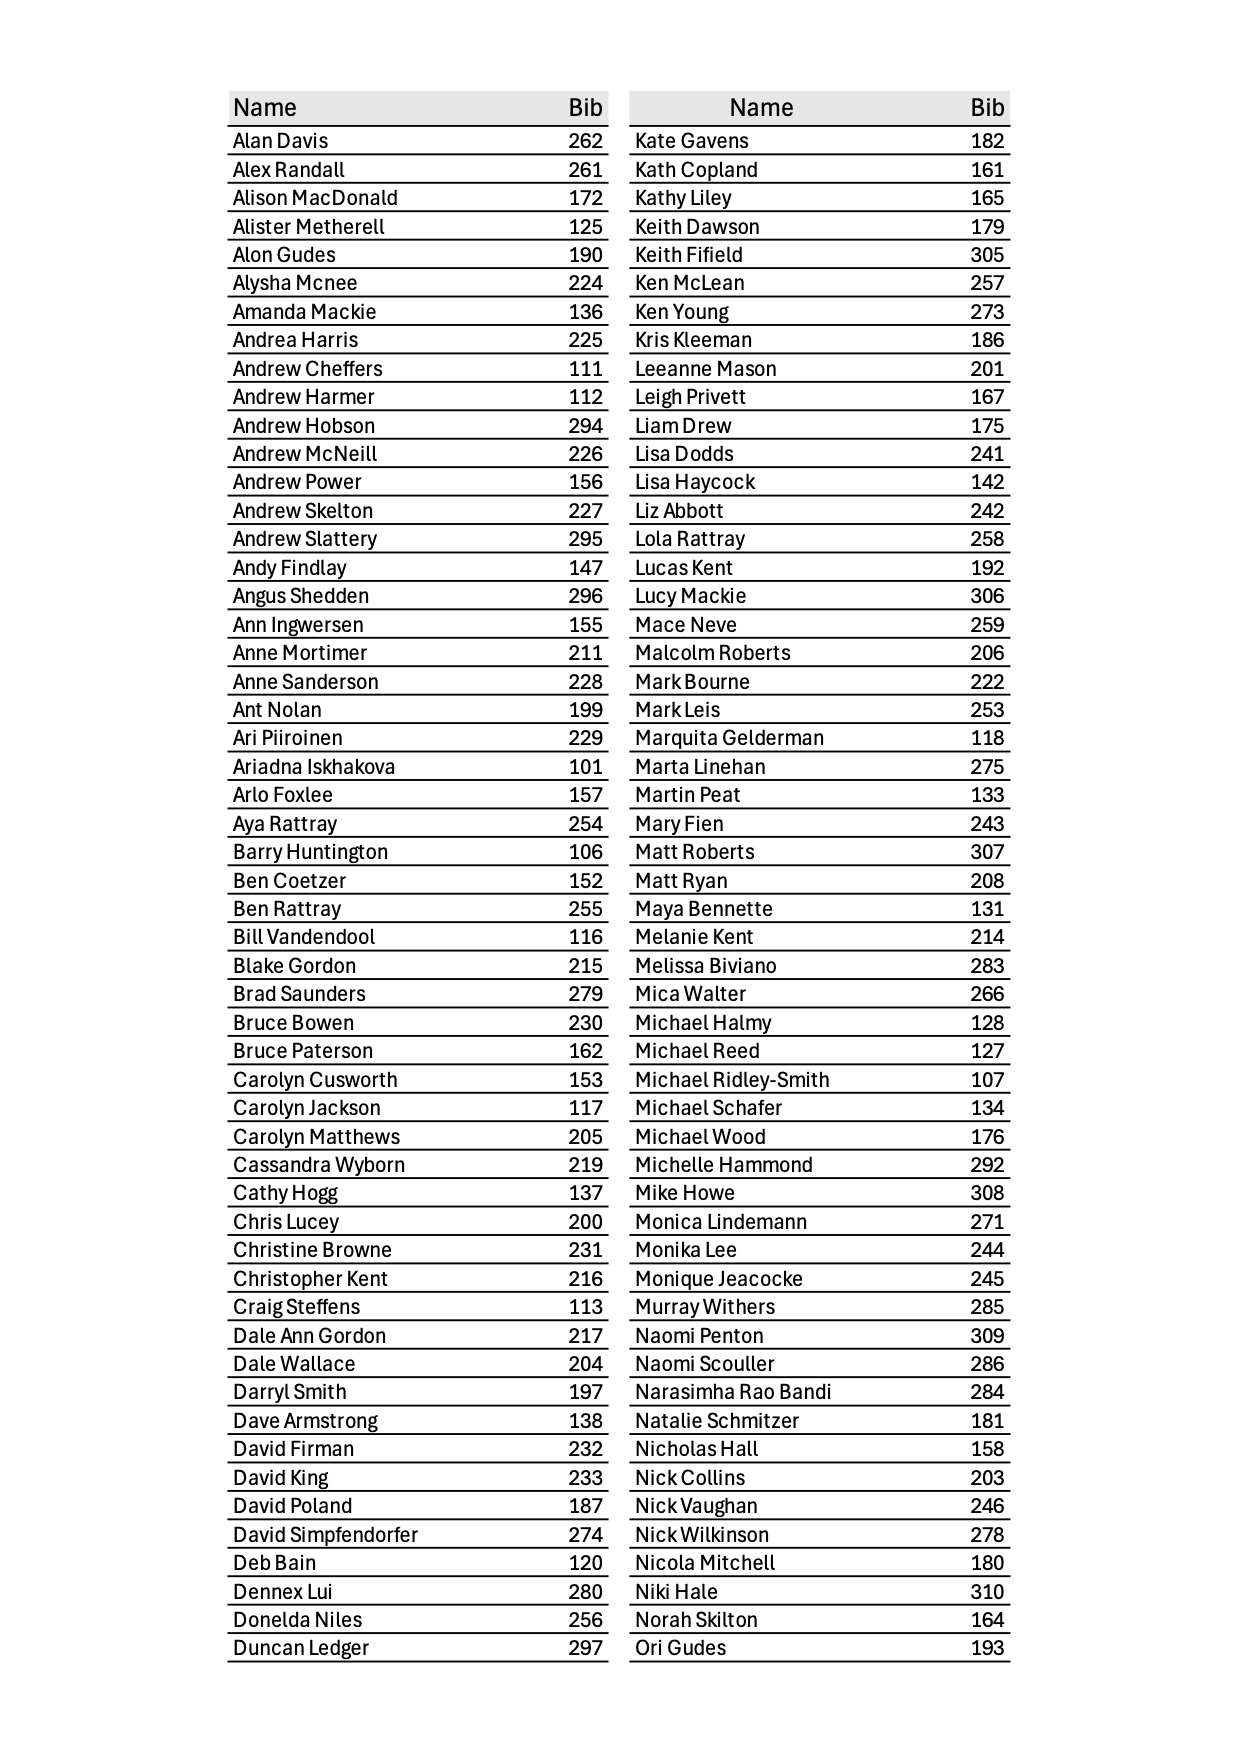 Name Bib
Alan Davis 262
Alex Randall 261
Alison MacDonald 172
Alister Metherell 125
Alon Gudes 190
Alysha Mcnee 224
Amanda Mackie 136
Andrea Harris 225
Andrew Cheffers 111
Andrew Harmer 112
Andrew Hobson 294
Andrew McNeill 226
Andrew Power 156
Andrew Skelton 227
Andrew Slattery 295
Andy Findlay 147
Angus Shedden 296
Ann Ingwersen 155
Anne Mortimer 211
Anne Sanderson 228
Ant Nolan 199
Ari Piiroinen 229
Ariadna Iskhakova 101
Arlo Foxlee 157
Aya Rattray 254
Barry Huntington 106
Ben Coetzer 152
Ben Rattray 255
Bill Vandendool 116
Blake Gordon 215
Brad Saunders 279
Bruce Bowen 230
Bruce Paterson 162
Carolyn Cusworth 153
Carolyn Jackson 117
Carolyn Matthews 205
Cassandra Wyborn 219
Cathy Hogg 137
Chris Lucey 200
Christine Browne 231
Christopher Kent 216
Craig Steffens 113
Dale Ann Gordon 217
Dale Wallace 204
Darryl Smith 197
Dave Armstrong 138
David Firman 232
David King 233
David Poland 187
David Simpfendorfer 274
Deb Bain 120
Dennex Lui 280
Donelda Niles 256
Duncan Ledger 297
Name Bib
Kate Gavens 182
Kath Copland 161
Kathy Liley 165
Keith Dawson 179
Keith Fifield 305
Ken McLean 257
Ken Young 273
Kris Kleeman 186
Leeanne Mason 201
Leigh Privett 167
Liam Drew 175
Lisa Dodds 241
Lisa Haycock 142
Liz Abbott 242
Lola Rattray 258
Lucas Kent 192
Lucy Mackie 306
Mace Neve 259
Malcolm Roberts 206
Mark Bourne 222
Mark Leis 253
Marquita Gelderman 118
Marta Linehan 275
Martin Peat 133
Mary Fien 243
Matt Roberts 307
Matt Ryan 208
Maya Bennette 131
Melanie Kent 214
Melissa Biviano 283
Mica Walter 266
Michael Halmy 128
Michael Reed 127
Michael Ridley-Smith 107
Michael Schafer 134
Michael Wood 176
Michelle Hammond 292
Mike Howe 308
Monica Lindemann 271
Monika Lee 244
Monique Jeacocke 245
Murray Withers 285
Naomi Penton 309
Naomi Scouller 286
Narasimha Rao Bandi 284
Natalie Schmitzer 181
Nicholas Hall 158
Nick Collins 203
Nick Vaughan 246
Nick Wilkinson 278
Nicola Mitchell 180
Niki Hale 310
Norah Skilton 164
Ori Gudes 193